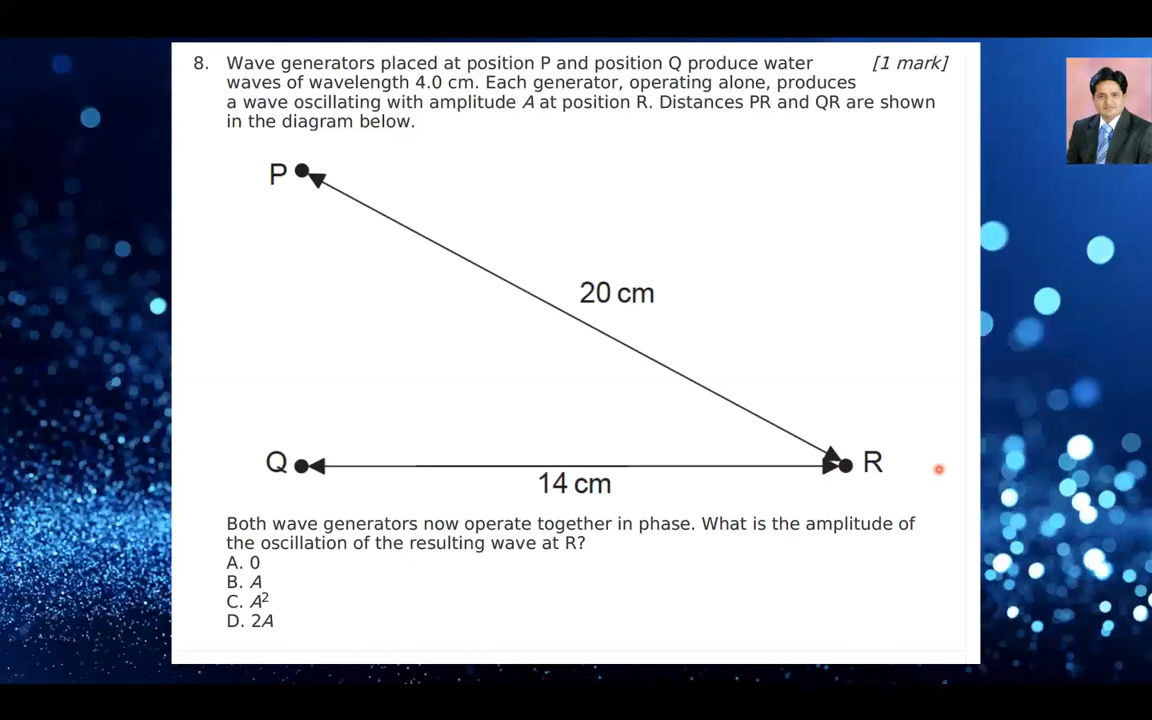 8. Wave generators placed at position P and position Q produce water [1 mark]
waves of wavelength 4.0 cm. Each generator, operating alone, produces
a wave oscillating with amplitude A at position R. Distances PR and QR are shown
in the diagram below.
P
20 cm
Q
R
14 cm
Both wave generators now operate together in phase. What is the amplitude of
the oscillation of the resulting wave at R?
A. 0
B. A
C. A²
D. 2A